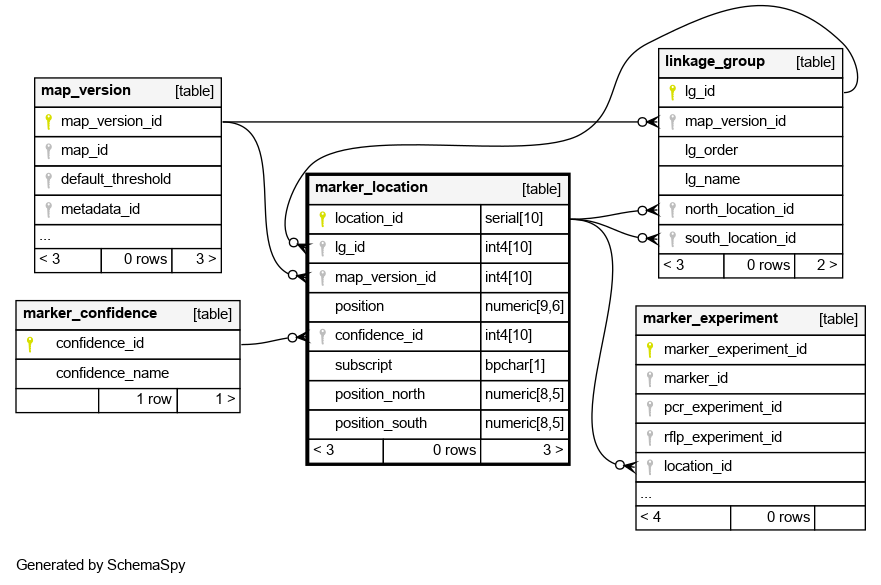 map_version [table]
map_version_id
map_id
default_threshold
metadata_id
...
< 3 0 rows 3 >
marker_confidence [table]
confidence_id
confidence_name
1 row 1 >
marker_location [table]
location_id serial[10]
lg_id int4[10]
map_version_id int4[10]
position numeric[9,6]
confidence_id int4[10]
subscript bpchar[1]
position_north numeric[8,5]
position_south numeric[8,5]
< 3 0 rows 3 >
linkage_group [table]
lg_id
map_version_id
lg_order
lg_name
north_location_id
south_location_id
< 3 0 rows 2 >
marker_experiment [table]
marker_experiment_id
marker_id
pcr_experiment_id
rflp_experiment_id
location_id
...
< 4 0 rows
Generated by SchemaSpy